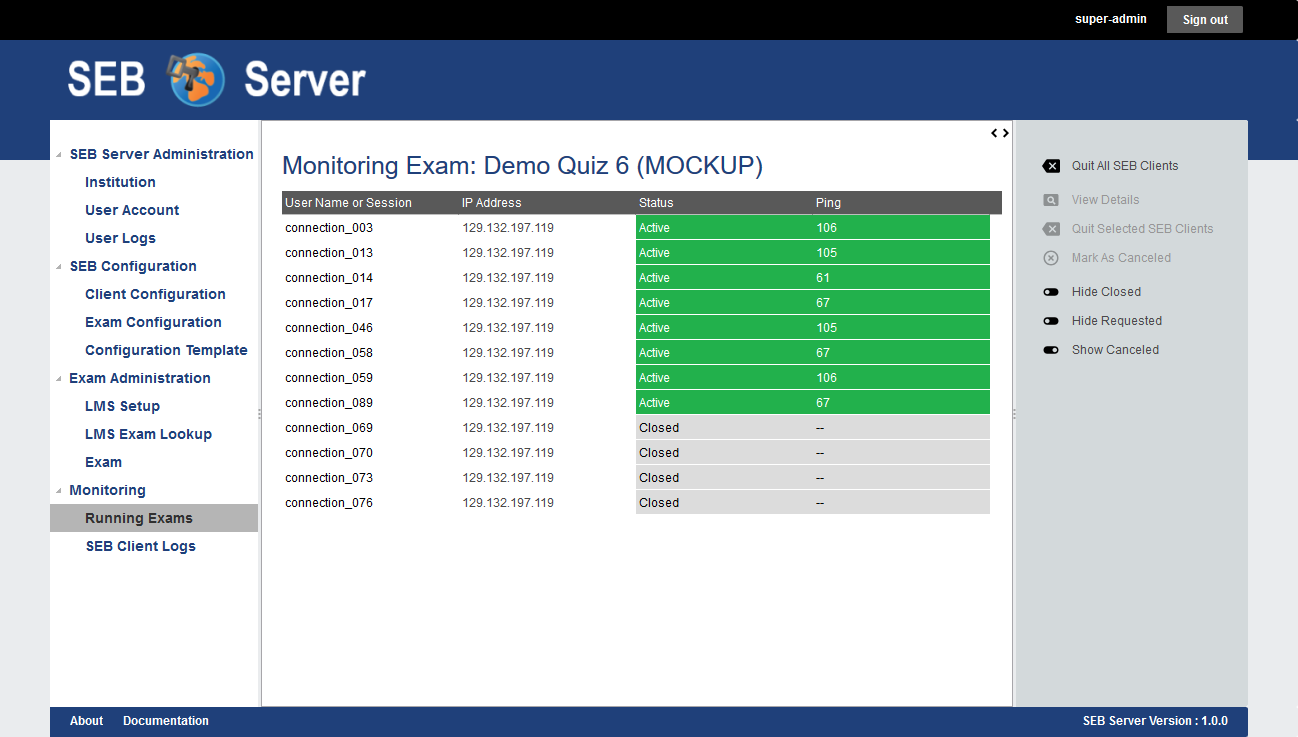 super-admin Sign out
SEB Server
SEB Server Administration
Institution
User Account
User Logs
SEB Configuration
Client Configuration
Exam Configuration
Configuration Template
Exam Administration
LMS Setup
LMS Exam Lookup
Exam
Monitoring
Running Exams
SEB Client Logs
Monitoring Exam: Demo Quiz 6 (MOCKUP)
User Name or Session IP Address Status Ping
connection_003 129.132.197.119 Active 106
connection_013 129.132.197.119 Active 105
connection_014 129.132.197.119 Active 61
connection_017 129.132.197.119 Active 67
connection_046 129.132.197.119 Active 105
connection_058 129.132.197.119 Active 67
connection_059 129.132.197.119 Active 106
connection_089 129.132.197.119 Active 67
connection_069 129.132.197.119 Closed --
connection_070 129.132.197.119 Closed --
connection_073 129.132.197.119 Closed --
connection_076 129.132.197.119 Closed --
Quit All SEB Clients
View Details
Quit Selected SEB Clients
Mark As Canceled
Hide Closed
Hide Requested
Show Canceled
About Documentation SEB Server Version : 1.0.0